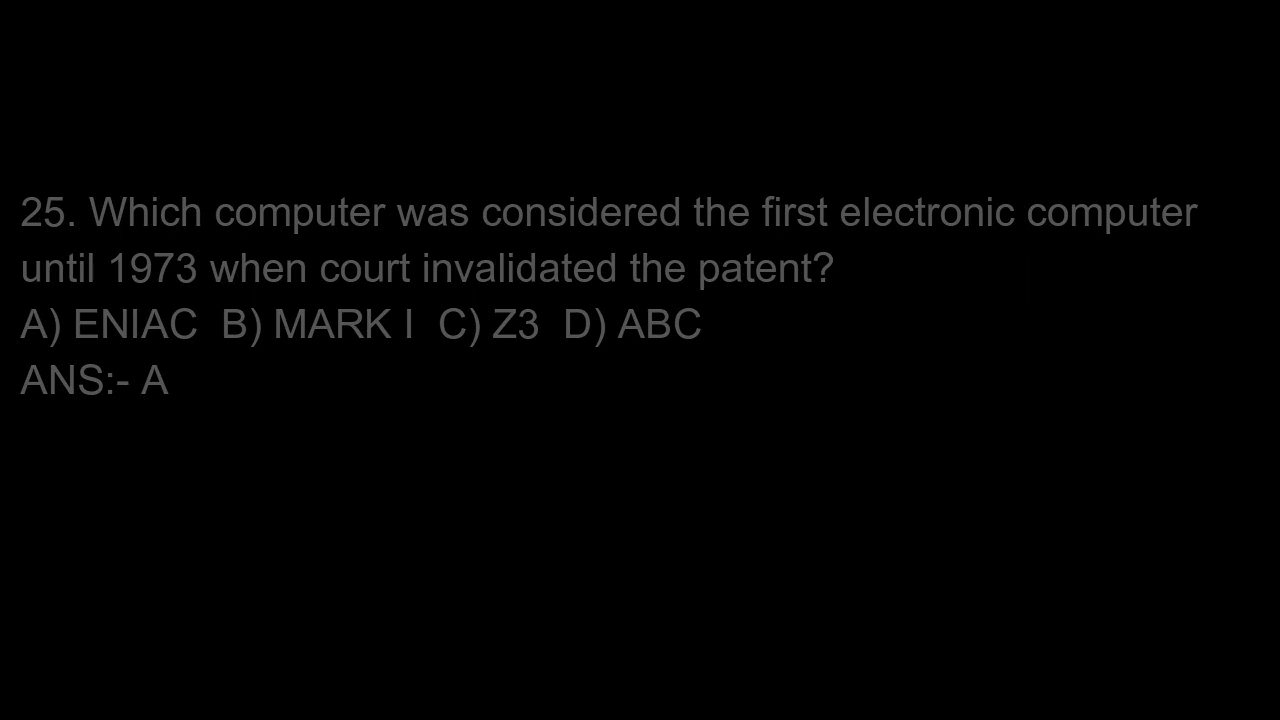 25. Which computer was considered the first electronic computer
until 1973 when court invalidated the patent?
A) ENIAC  B) MARK I  C) Z3  D) ABC
ANS:- A